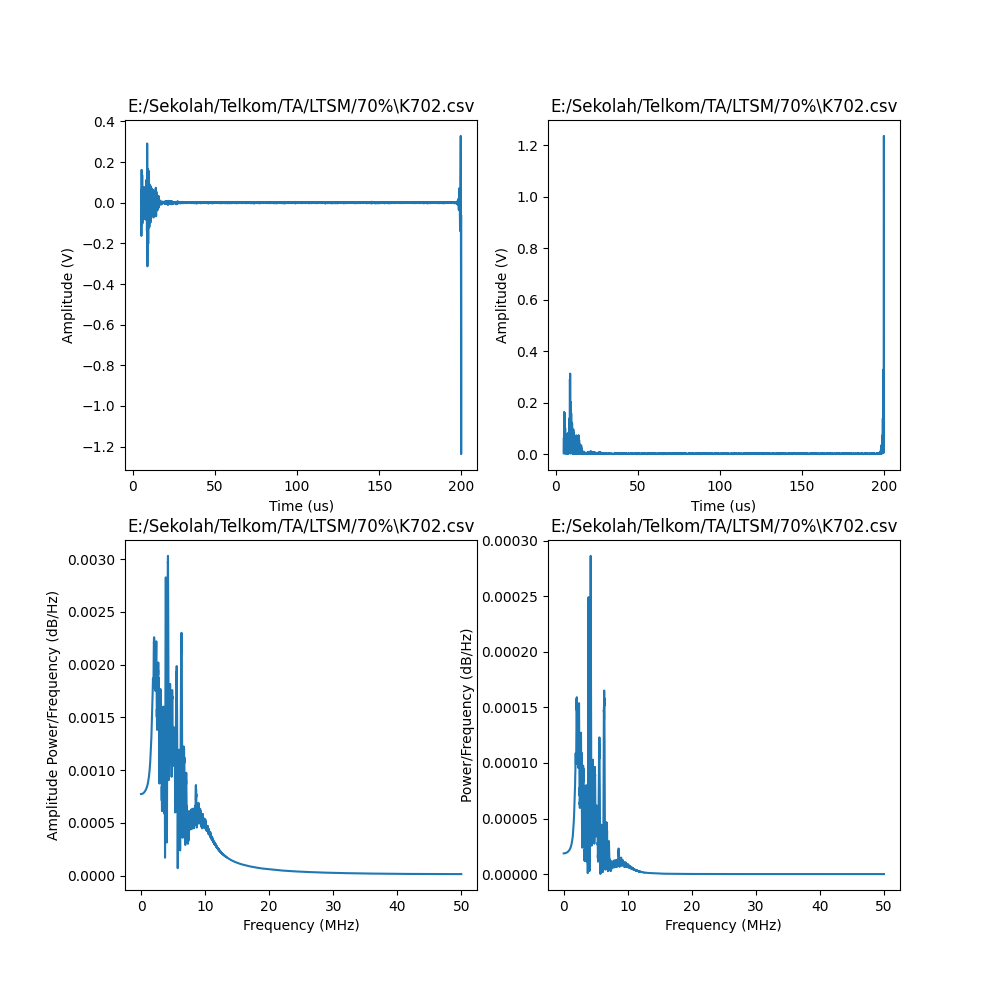 E:/Sekolah/Telkom/TA/LTSM/70%\K702.csv
Amplitude (V)
0.4
0.2
0.0
−0.2
−0.4
−0.6
−0.8
−1.0
−1.2
0 50 100 150 200
Time (us)
E:/Sekolah/Telkom/TA/LTSM/70%\K702.csv
Amplitude (V)
1.2
1.0
0.8
0.6
0.4
0.2
0.0
0 50 100 150 200
Time (us)
E:/Sekolah/Telkom/TA/LTSM/70%\K702.csv
Amplitude Power/Frequency (dB/Hz)
0.0030
0.0025
0.0020
0.0015
0.0010
0.0005
0.0000
0 10 20 30 40 50
Frequency (MHz)
E:/Sekolah/Telkom/TA/LTSM/70%\K702.csv
Power/Frequency (dB/Hz)
0.00030
0.00025
0.00020
0.00015
0.00010
0.00005
0.00000
0 10 20 30 40 50
Frequency (MHz)